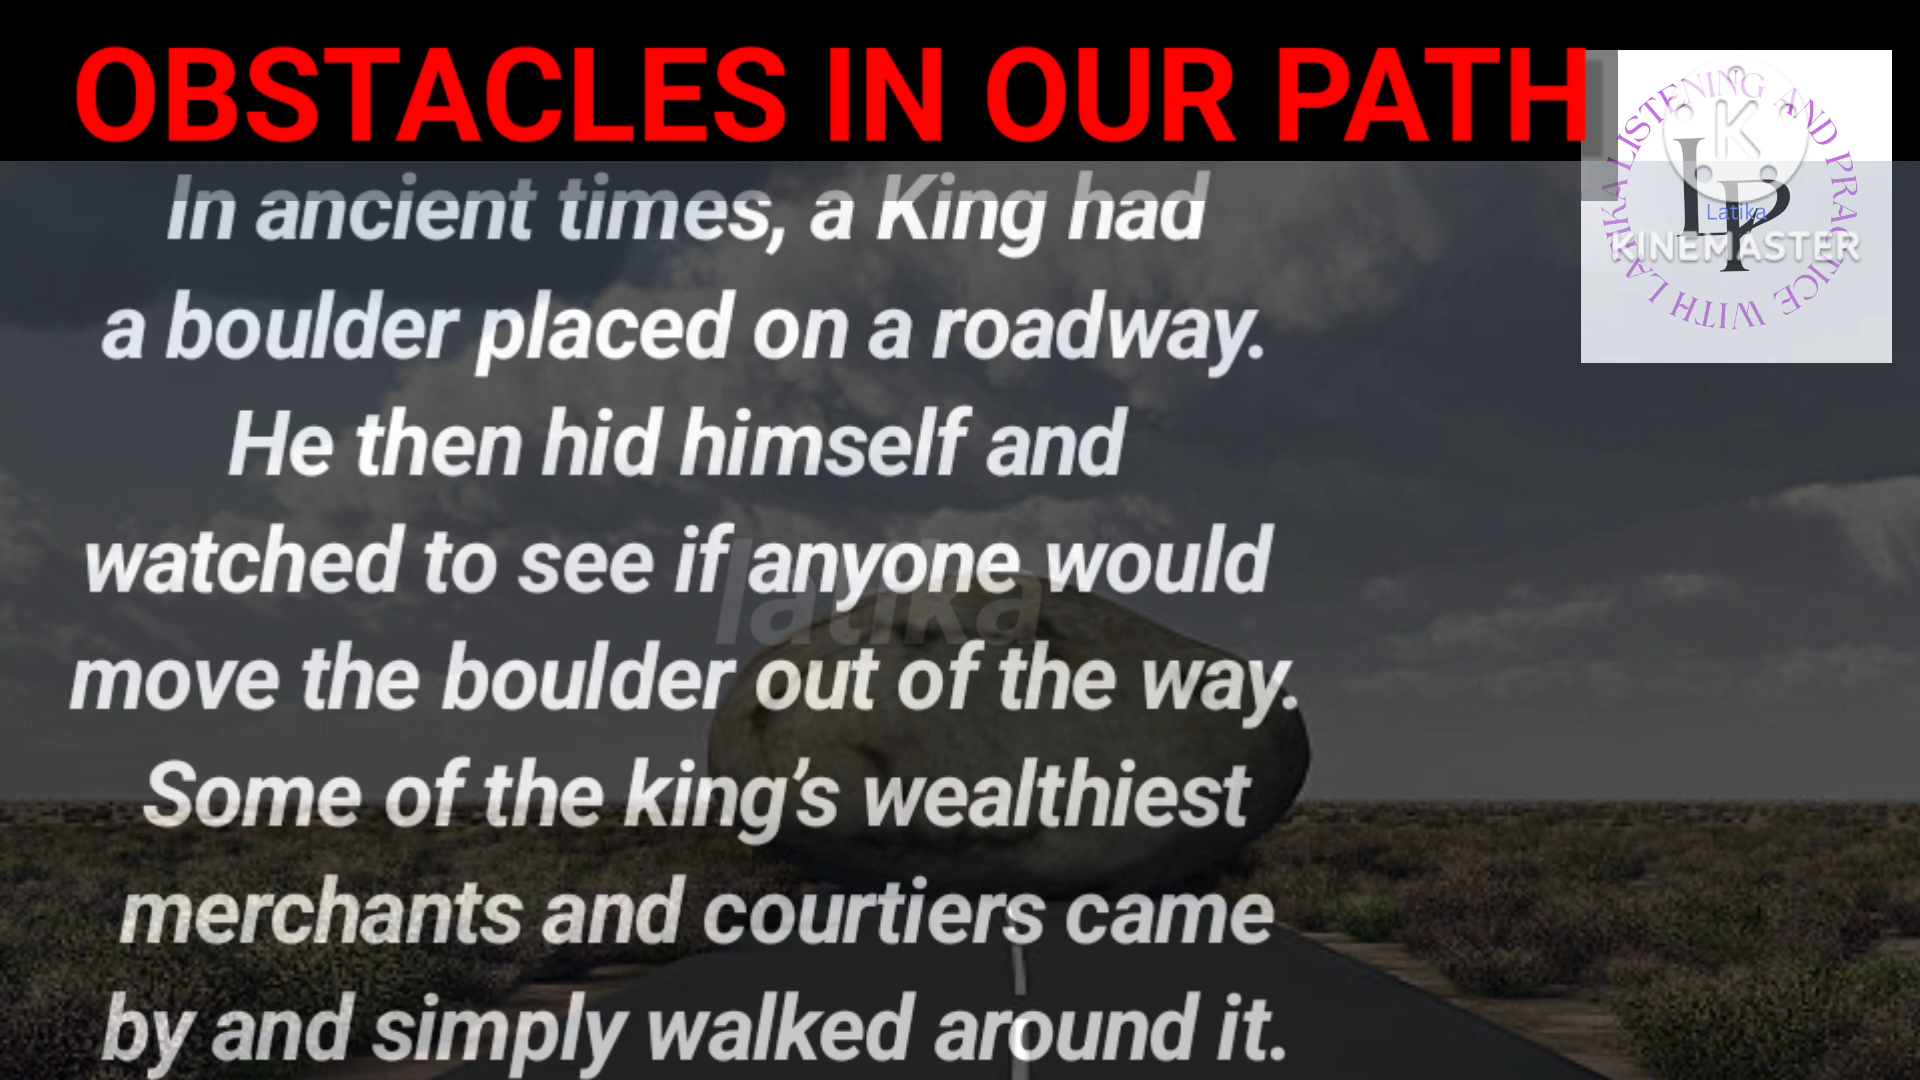 OBSTACLES IN OUR PATH
In ancient times, a King had
a boulder placed on a roadway.
He then hid himself and
watched to see if anyone would
move the boulder out of the way.
Some of the king’s wealthiest
merchants and courtiers came
by and simply walked around it.
latika
LISTENING AND PRACTICE WITH LATIKA
K
LP
Latika
KINEMASTER